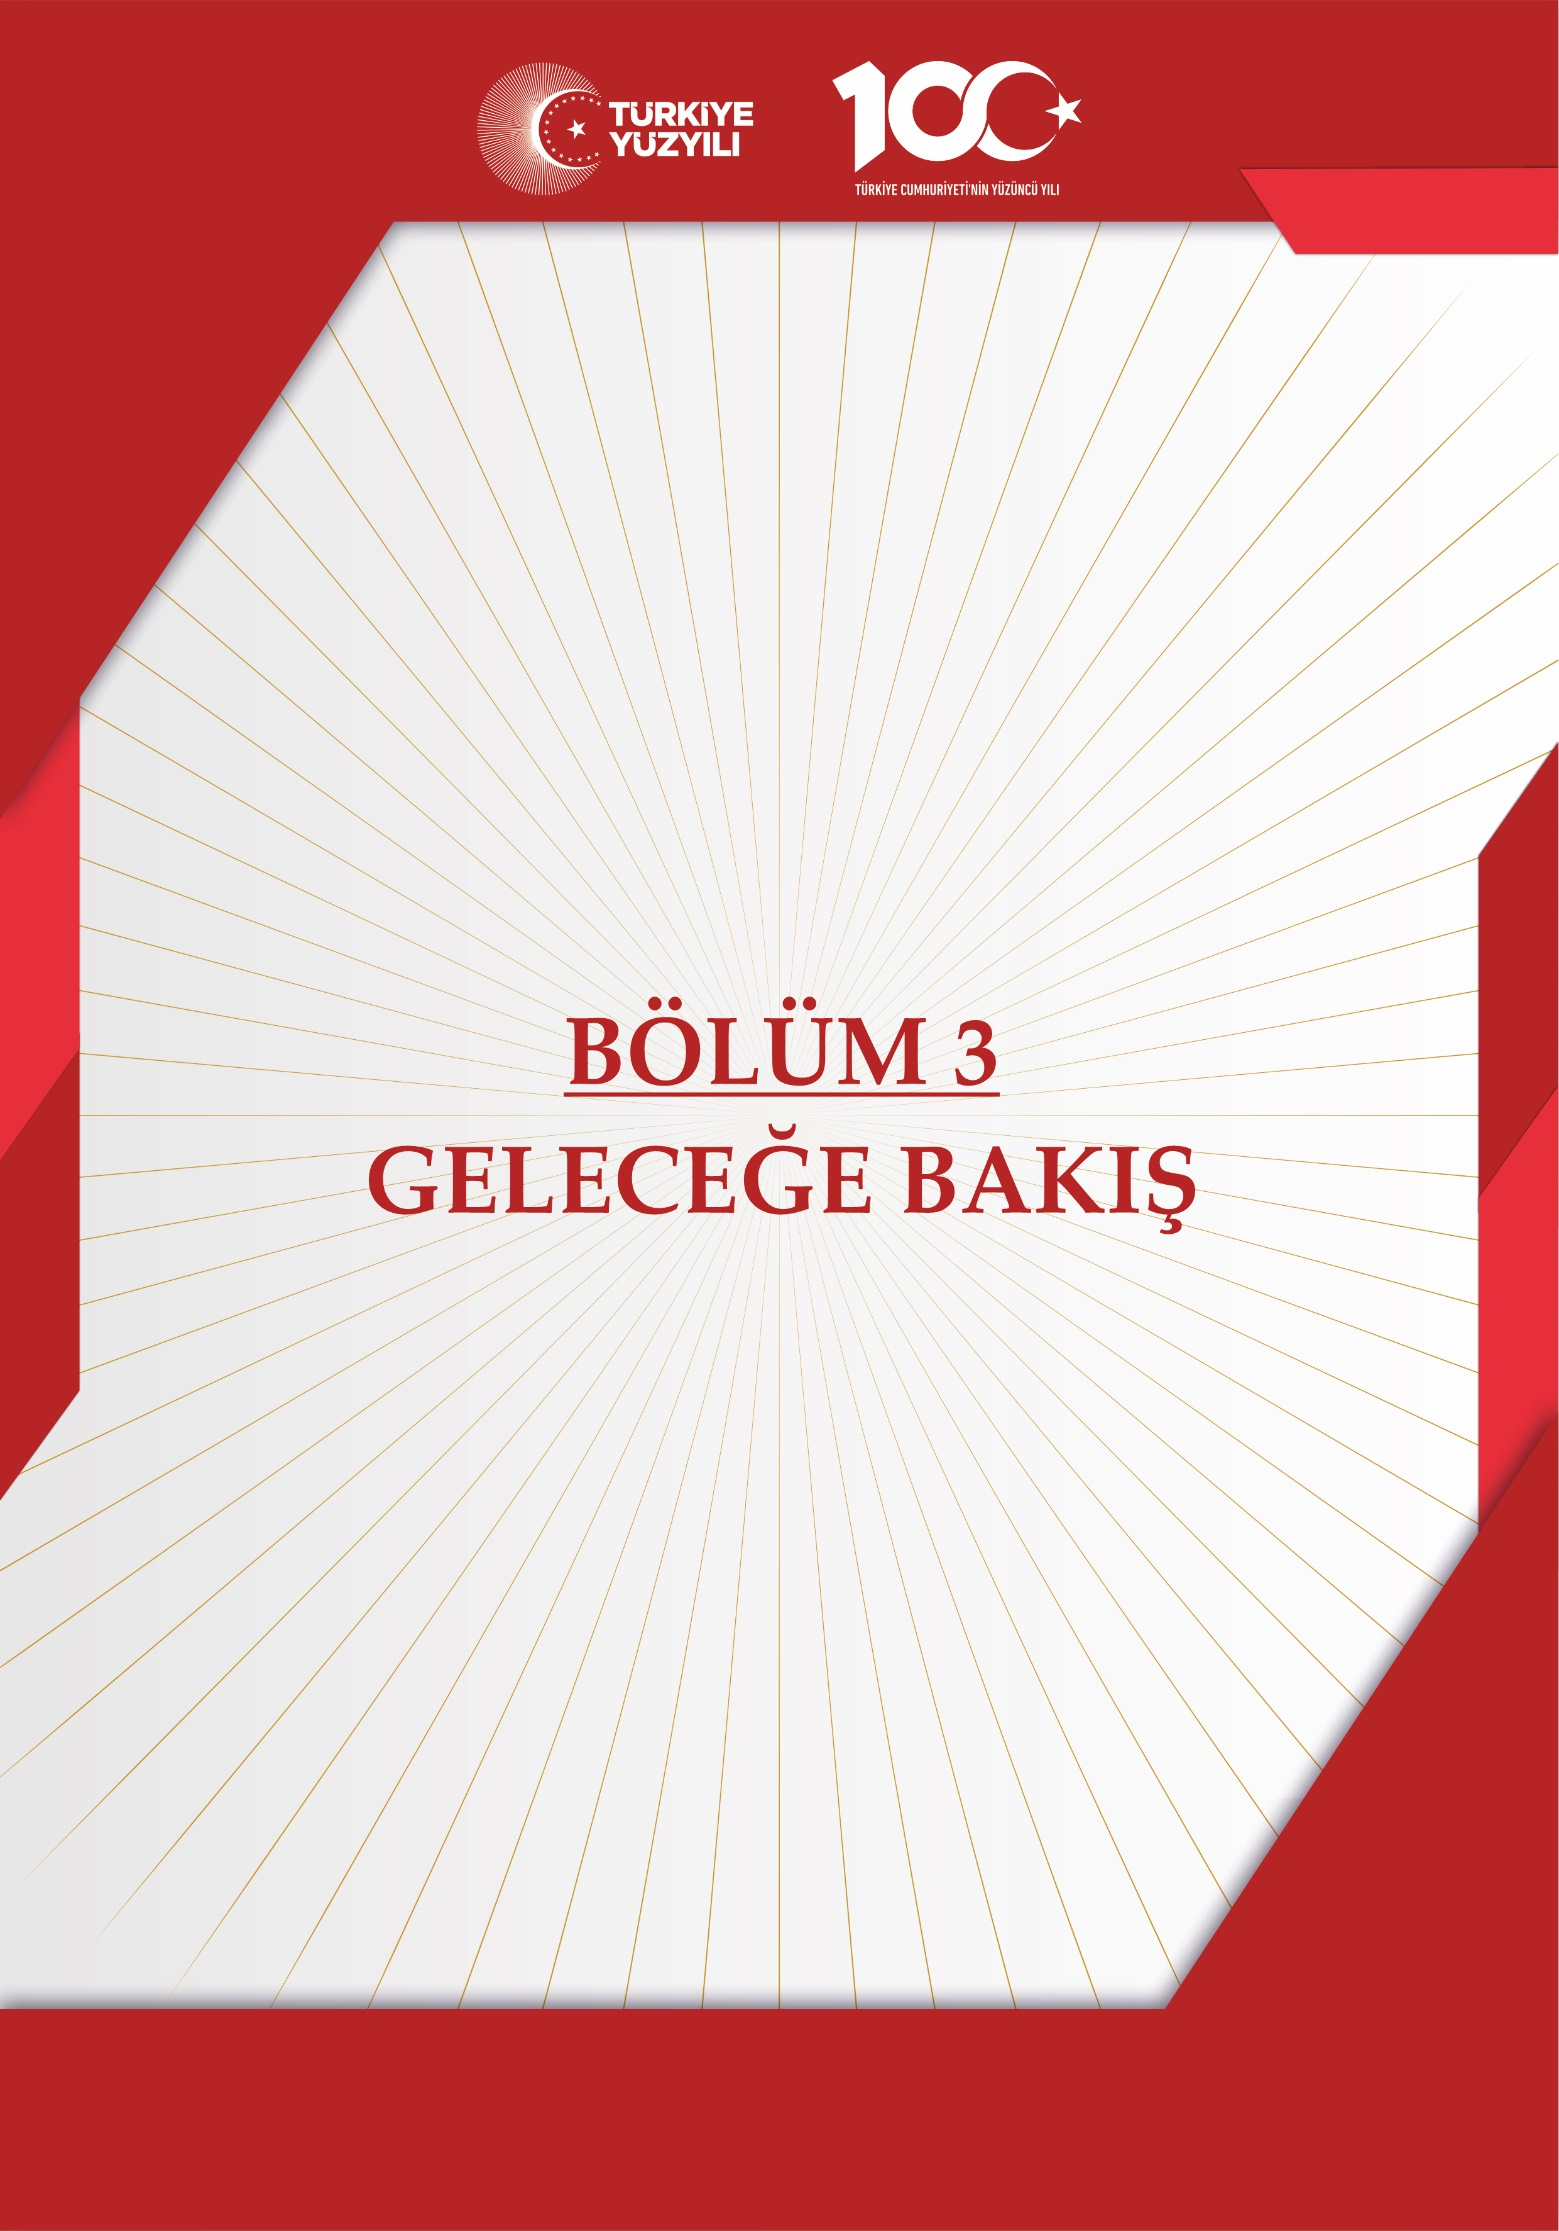 TÜRKİYE
YÜZYILI
100
TÜRKİYE CUMHURİYETİ'NİN YÜZÜNCÜ YILI
BÖLÜM 3
GELECEĞE BAKIŞ